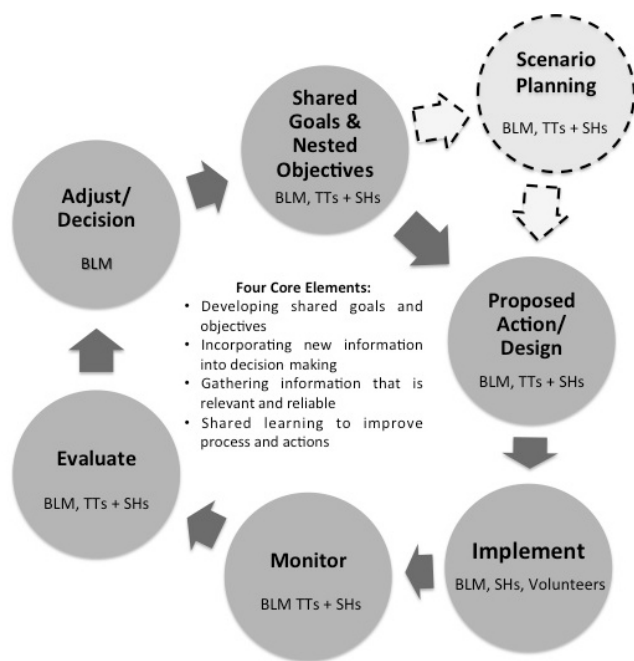 Scenario
Planning
BLM, TTs + SHs
Shared
Goals &
Nested
Objectives
BLM, TTs + SHs
Adjust/
Decision
BLM
Four Core Elements:
• Developing shared goals and
objectives
• Incorporating new information
into decision making
• Gathering information that is
relevant and reliable
• Shared learning to improve
process and actions
Proposed
Action/
Design
BLM, TTs + SHs
Evaluate
BLM, TTs + SHs
Monitor
BLM TTs + SHs
Implement
BLM, SHs, Volunteers